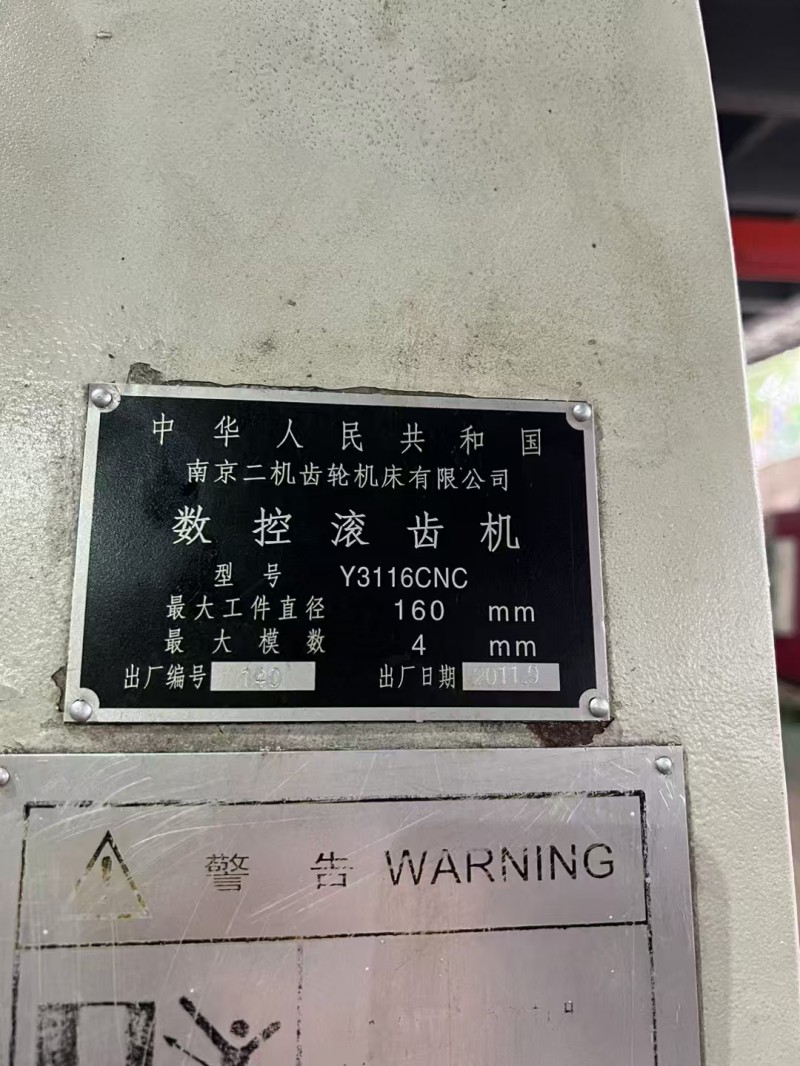 中华人民共和国
南京二机齿轮机床有限公司
数控滚齿机
型号 Y3116CNC
最大工件直径 160 mm
最大模数 4 mm
出厂编号 140 出厂日期 2011.9
警告 WARNING